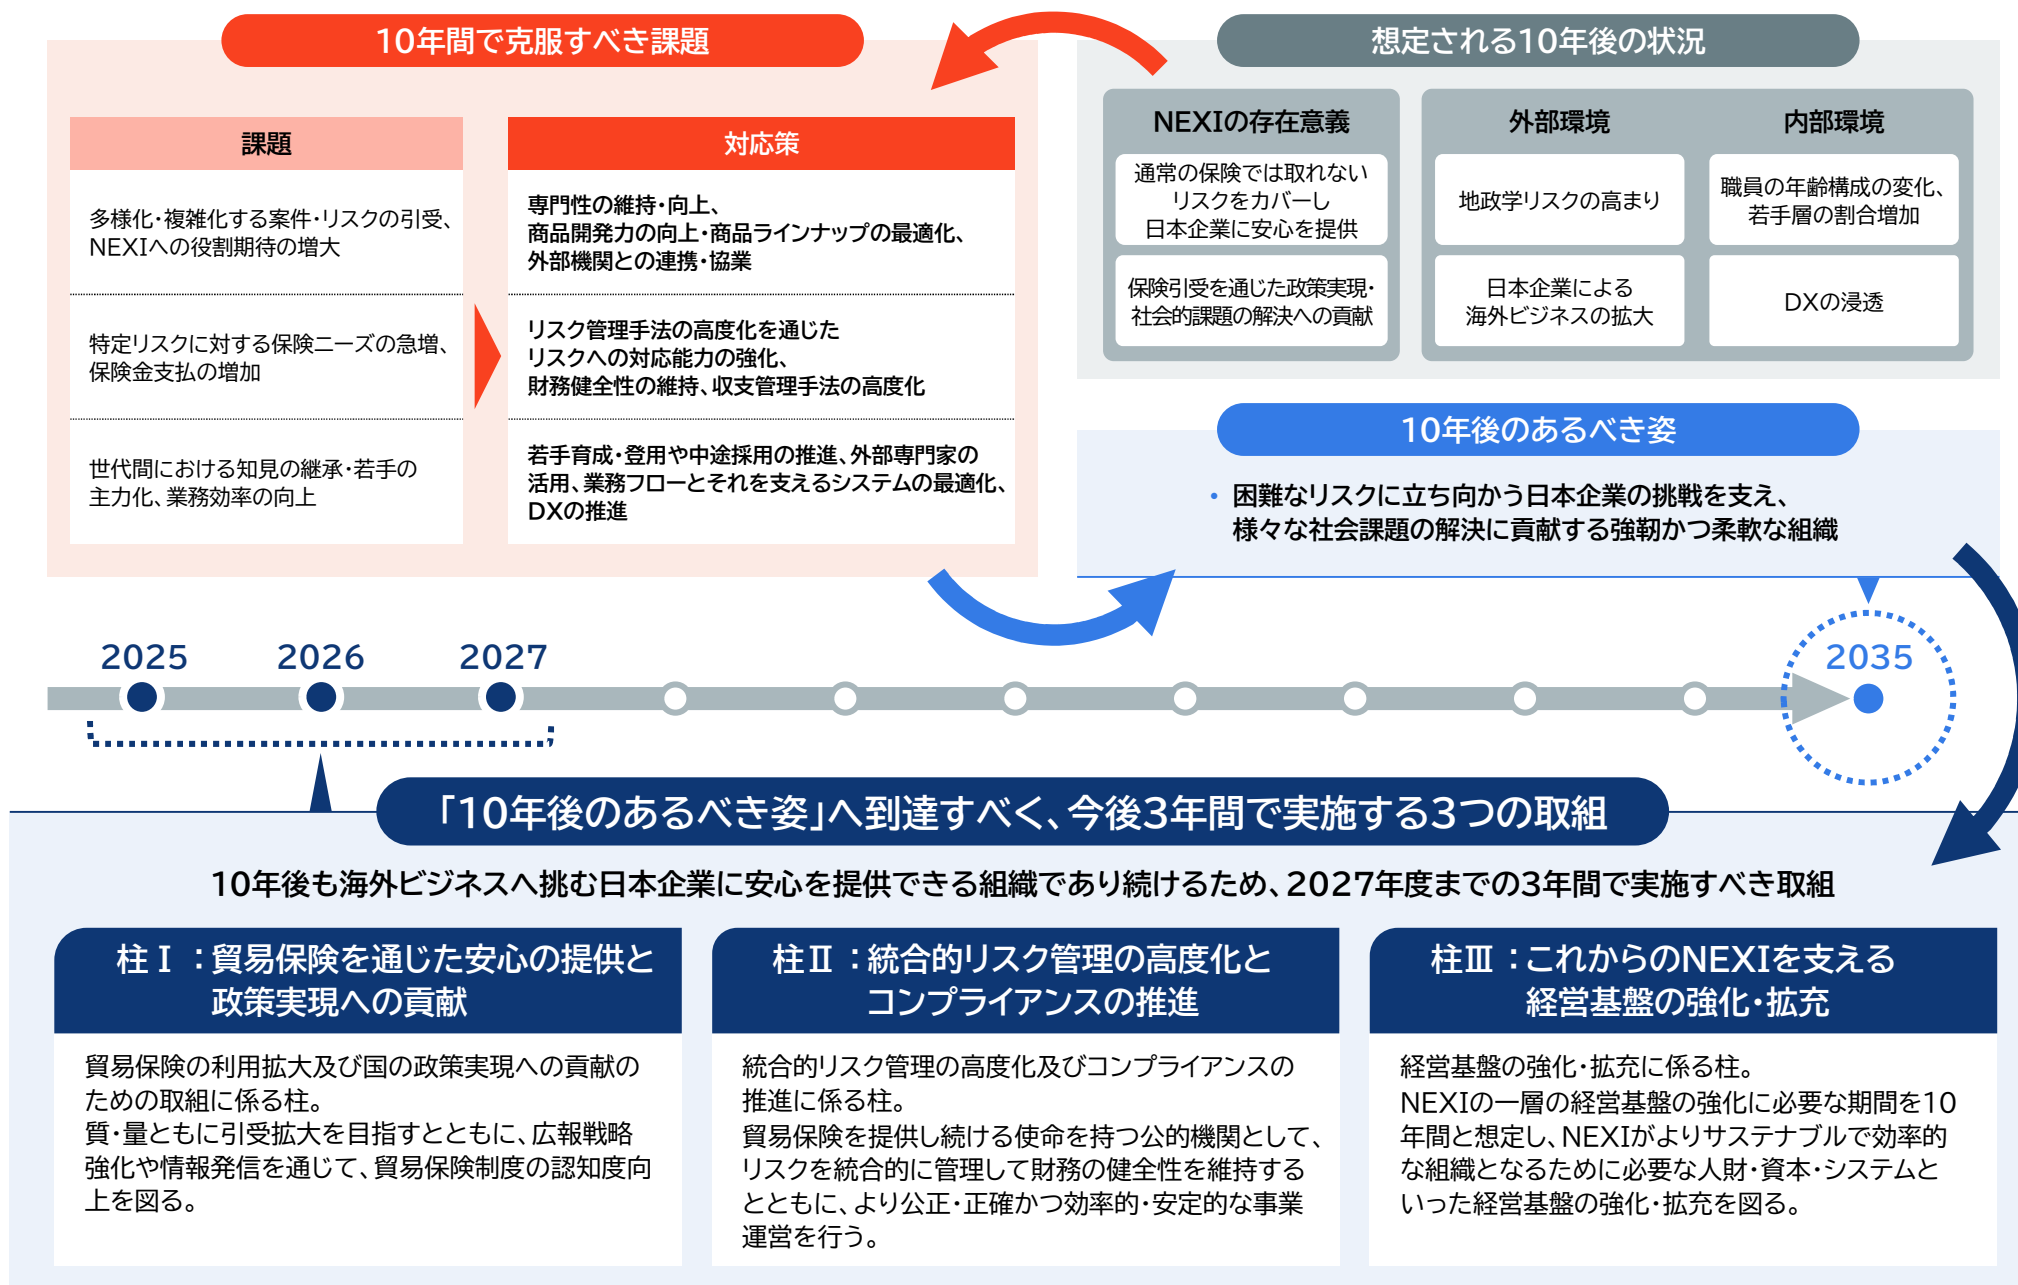 10年間で克服すべき課題
課題
対応策
多様化・複雑化する案件・リスクの引受、
NEXIへの役割期待の増大
専門性の維持・向上、
商品開発力の向上・商品ラインナップの最適化、
外部機関との連携・協業
特定リスクに対する保険ニーズの急増、
保険金支払の増加
リスク管理手法の高度化を通じた
リスクへの対応能力の強化、
財務健全性の維持、収支管理手法の高度化
世代間における知見の継承・若手の
主力化、業務効率の向上
若手育成・登用や中途採用の推進、外部専門家の
活用、業務フローとそれを支えるシステムの最適化、
DXの推進
想定される10年後の状況
NEXIの存在意義
通常の保険では取れない
リスクをカバーし
日本企業に安心を提供
保険引受を通じた政策実現・
社会的課題の解決への貢献
外部環境
地政学リスクの高まり
日本企業による
海外ビジネスの拡大
内部環境
職員の年齢構成の変化、
若手層の割合増加
DXの浸透
10年後のあるべき姿
・困難なリスクに立ち向かう日本企業の挑戦を支え、
様々な社会課題の解決に貢献する強靭かつ柔軟な組織
2025
2026
2027
2035
「10年後のあるべき姿」へ到達すべく、今後3年間で実施する3つの取組
10年後も海外ビジネスへ挑む日本企業に安心を提供できる組織であり続けるため、2027年度までの3年間で実施すべき取組
柱Ⅰ：貿易保険を通じた安心の提供と
政策実現への貢献
貿易保険の利用拡大及び国の政策実現への貢献の
ための取組に係る柱。
質・量ともに引受拡大を目指すとともに、広報戦略
強化や情報発信を通じて、貿易保険制度の認知度向
上を図る。
柱Ⅱ：統合的リスク管理の高度化と
コンプライアンスの推進
統合的リスク管理の高度化及びコンプライアンスの
推進に係る柱。
貿易保険を提供し続ける使命を持つ公的機関として、
リスクを統合的に管理して財務の健全性を維持する
とともに、より公正・正確かつ効率的・安定的な事業
運営を行う。
柱Ⅲ：これからのNEXIを支える
経営基盤の強化・拡充
経営基盤の強化・拡充に係る柱。
NEXIの一層の経営基盤の強化に必要な期間を10
年間と想定し、NEXIがよりサステナブルで効率的
な組織となるために必要な人財・資本・システムと
いった経営基盤の強化・拡充を図る。